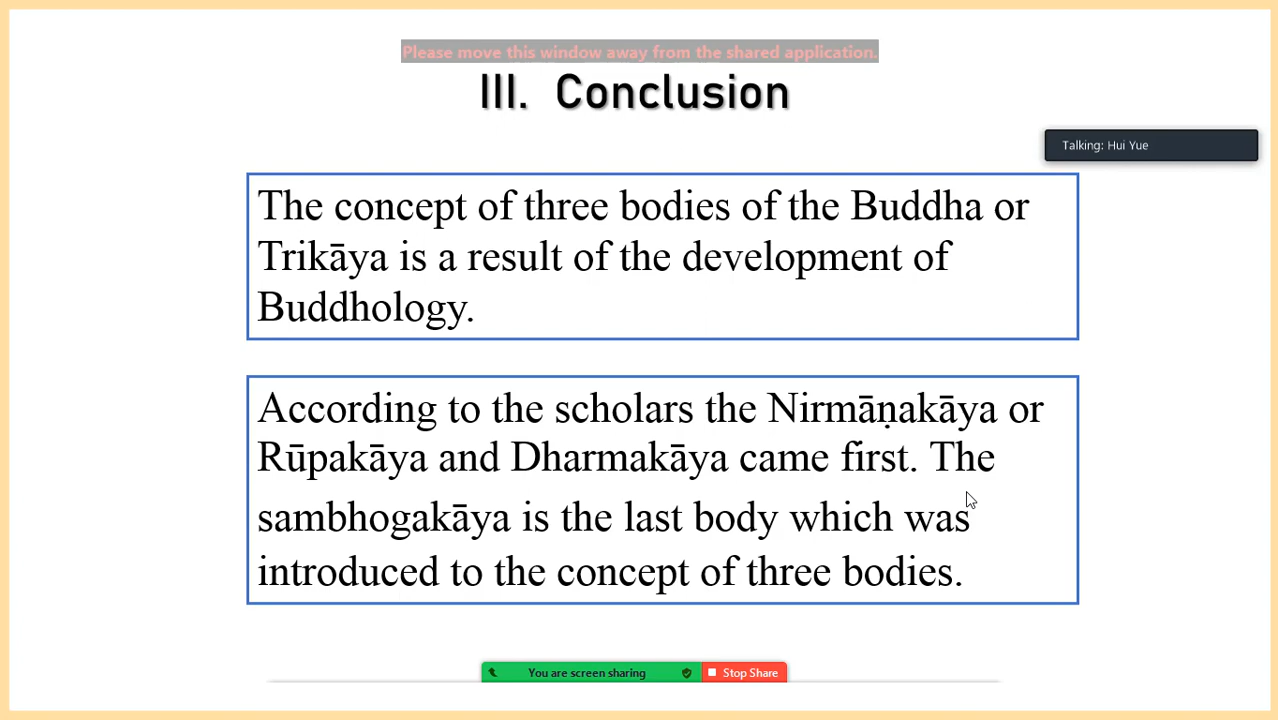 Please move this window away from the shared application.
III. Conclusion
Talking: Hui Yue
The concept of three bodies of the Buddha or
Trikāya is a result of the development of
Buddhology.
According to the scholars the Nirmāṇakāya or
Rūpakāya and Dharmakāya came first. The
sambhogakāya is the last body which was
introduced to the concept of three bodies.
You are screen sharing
Stop Share